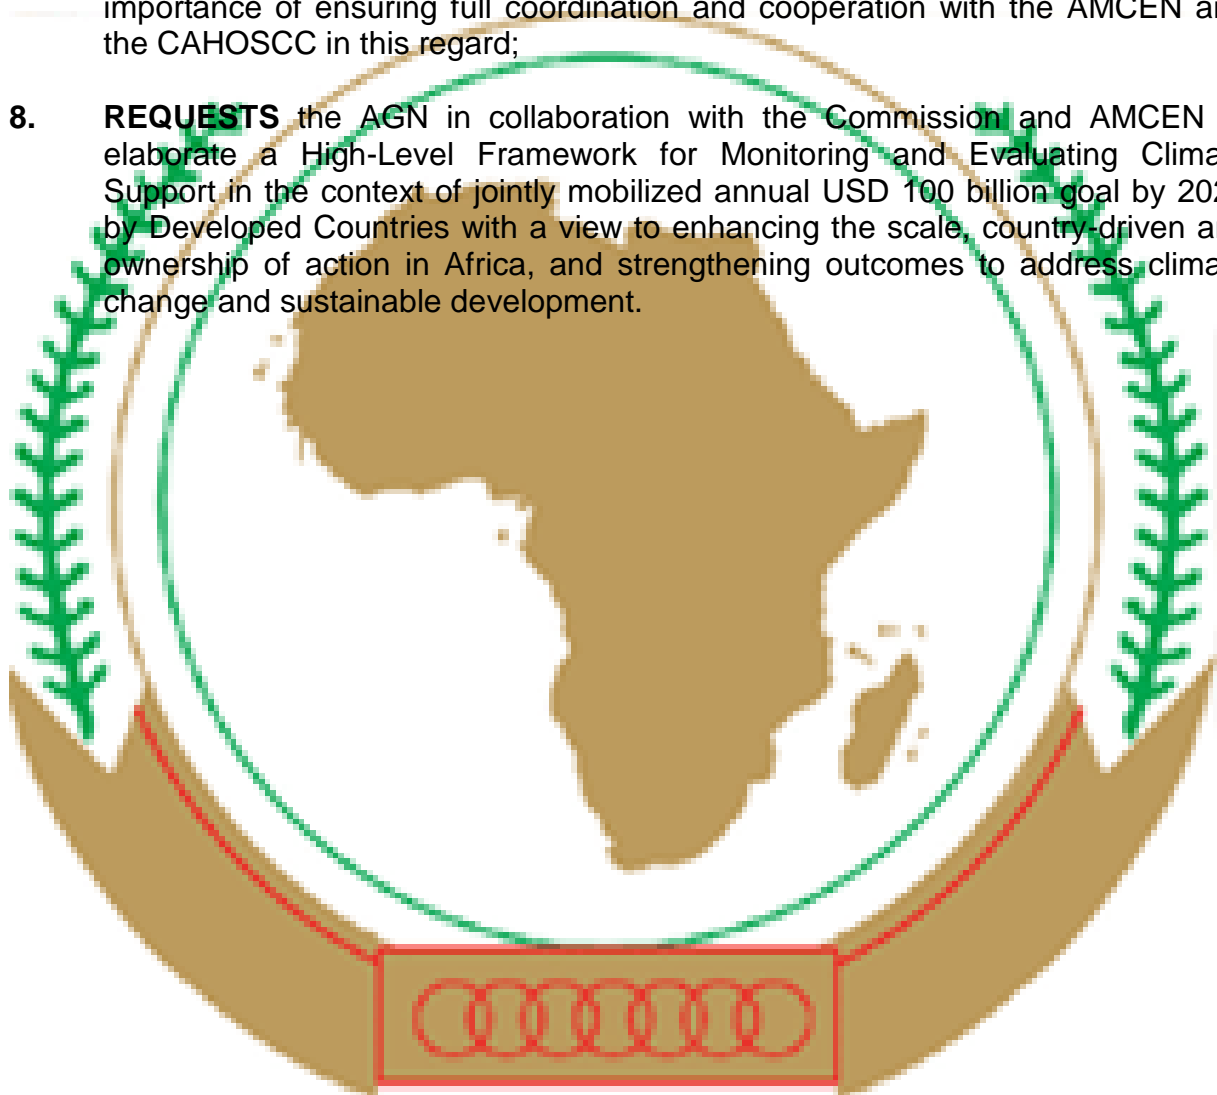 importance of ensuring full coordination and cooperation with the AMCEN
the CAHOSCC in this regard;
8. REQUESTS the AGN in collaboration with the Commission and AMCEN
elaborate a High-Level Framework for Monitoring and Evaluating
Support in the context of jointly mobilized annual USD 100 billion goal by
by Developed Countries with a view to enhancing the scale, country-driven
ownership of action in Africa, and strengthening outcomes to address
change and sustainable development.